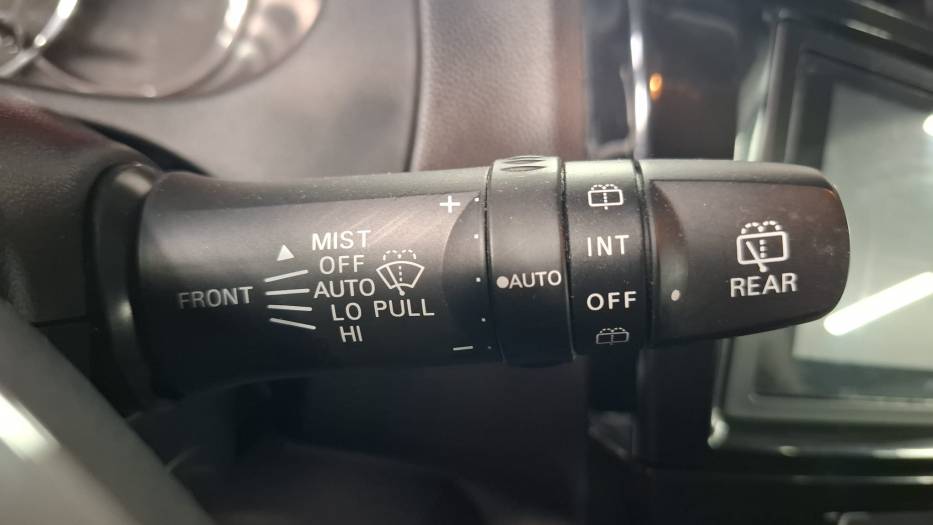 FRONT
MIST
OFF
AUTO
LO PULL
HI
+
−
AUTO
INT
OFF
REAR